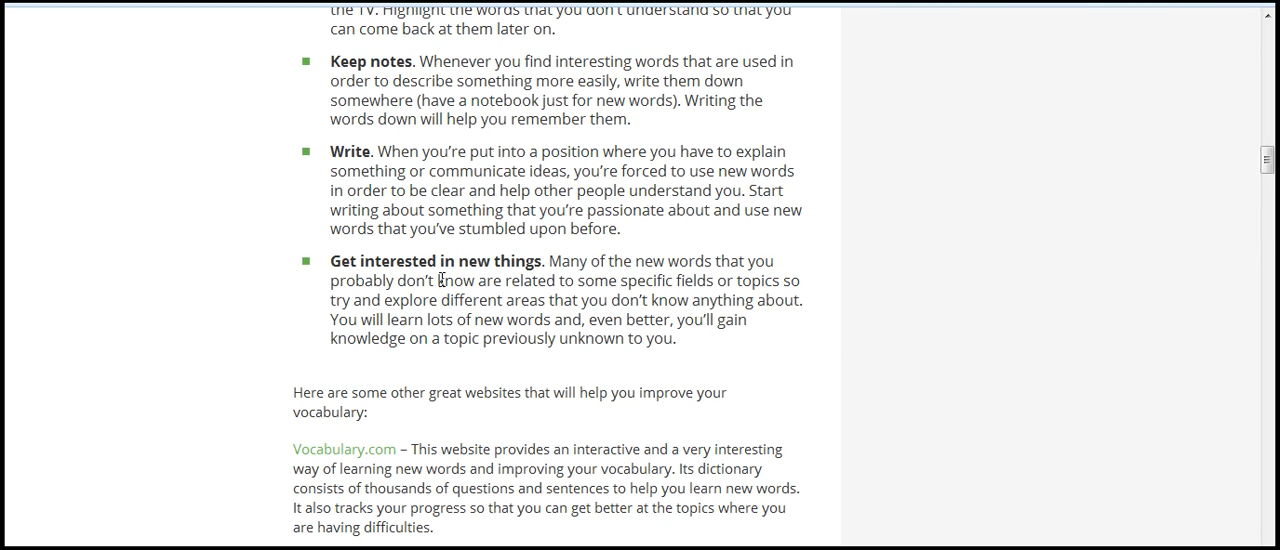 the TV. Highlight the words that you don't understand so that you
can come back at them later on.
Keep notes. Whenever you find interesting words that are used in
order to describe something more easily, write them down
somewhere (have a notebook just for new words). Writing the
words down will help you remember them.
Write. When you're put into a position where you have to explain
something or communicate ideas, you're forced to use new words
in order to be clear and help other people understand you. Start
writing about something that you're passionate about and use new
words that you've stumbled upon before.
Get interested in new things. Many of the new words that you
probably don't know are related to some specific fields or topics so
try and explore different areas that you don't know anything about.
You will learn lots of new words and, even better, you'll gain
knowledge on a topic previously unknown to you.
Here are some other great websites that will help you improve your
vocabulary:
Vocabulary.com – This website provides an interactive and a very interesting
way of learning new words and improving your vocabulary. Its dictionary
consists of thousands of questions and sentences to help you learn new words.
It also tracks your progress so that you can get better at the topics where you
are having difficulties.